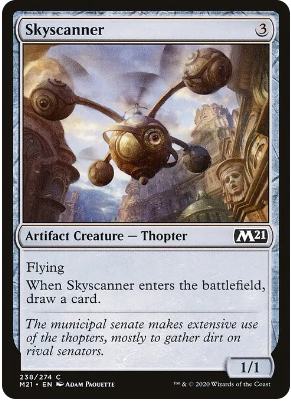 Skyscanner 3
Artifact Creature — Thopter M21
Flying
When Skyscanner enters the battlefield,
draw a card.
The municipal senate makes extensive use
of the thopters, mostly to gather dirt on
rival senators.
1/1
238/274 C
M21 • EN Adam Paquette ™ & © 2020 Wizards of the Coast